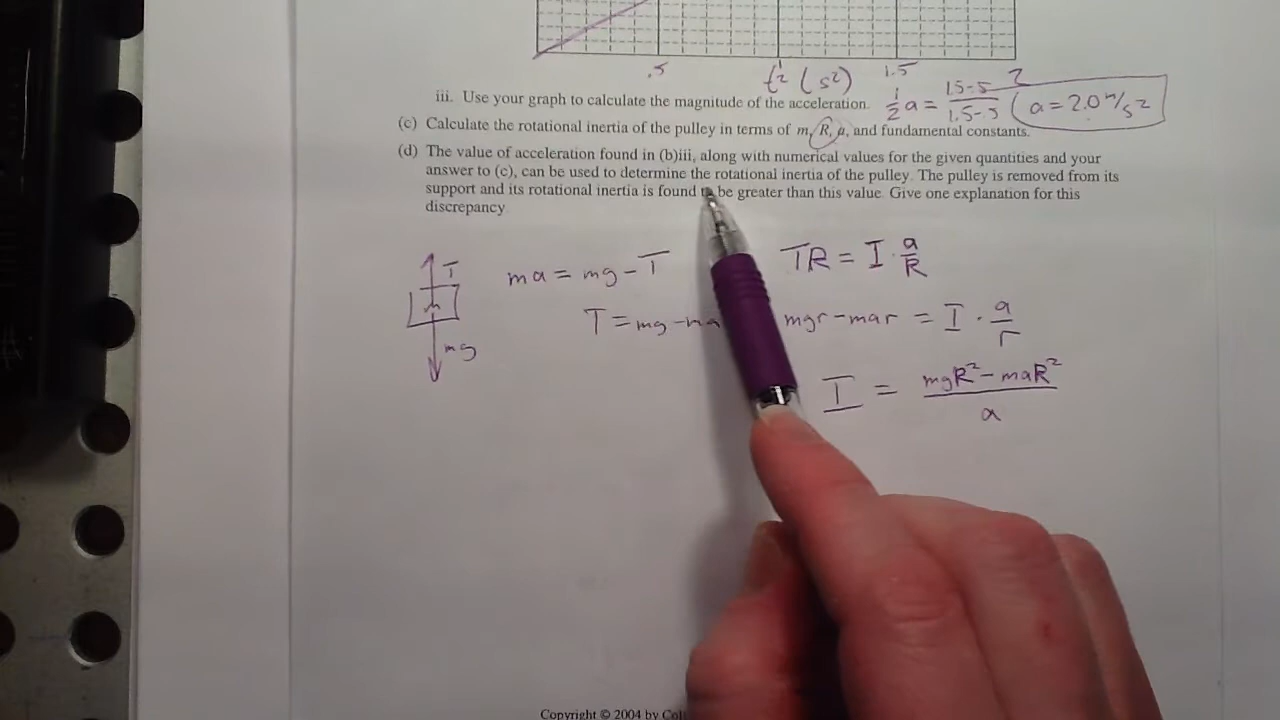 .5
t² (s²)
1.5
iii. Use your graph to calculate the magnitude of the acceleration.
½ a = 1.5-.5 / 1.5-.5
2
a = 2.0 m/s²
(c) Calculate the rotational inertia of the pulley in terms of m, R, a, and fundamental constants.
(d) The value of acceleration found in (b)iii, along with numerical values for the given quantities and your
answer to (c), can be used to determine the rotational inertia of the pulley. The pulley is removed from its
support and its rotational inertia is found be greater than this value. Give one explanation for this
discrepancy
T
m
mg
ma = mg - T
TR = I · a/R
T = mg - ma
mgr - mar = I · a/r
I = mgR² - maR² / a
Copyright © 2004 by